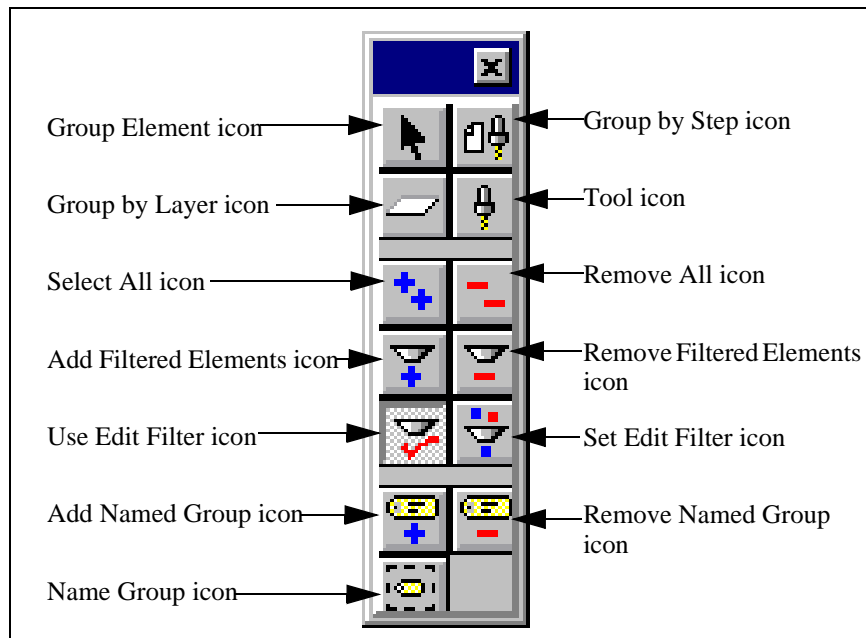 Group Element icon
Group by Step icon
Group by Layer icon
Tool icon
Select All icon
Remove All icon
Add Filtered Elements icon
Remove Filtered Elements
icon
Use Edit Filter icon
Set Edit Filter icon
Add Named Group icon
Remove Named Group
icon
Name Group icon